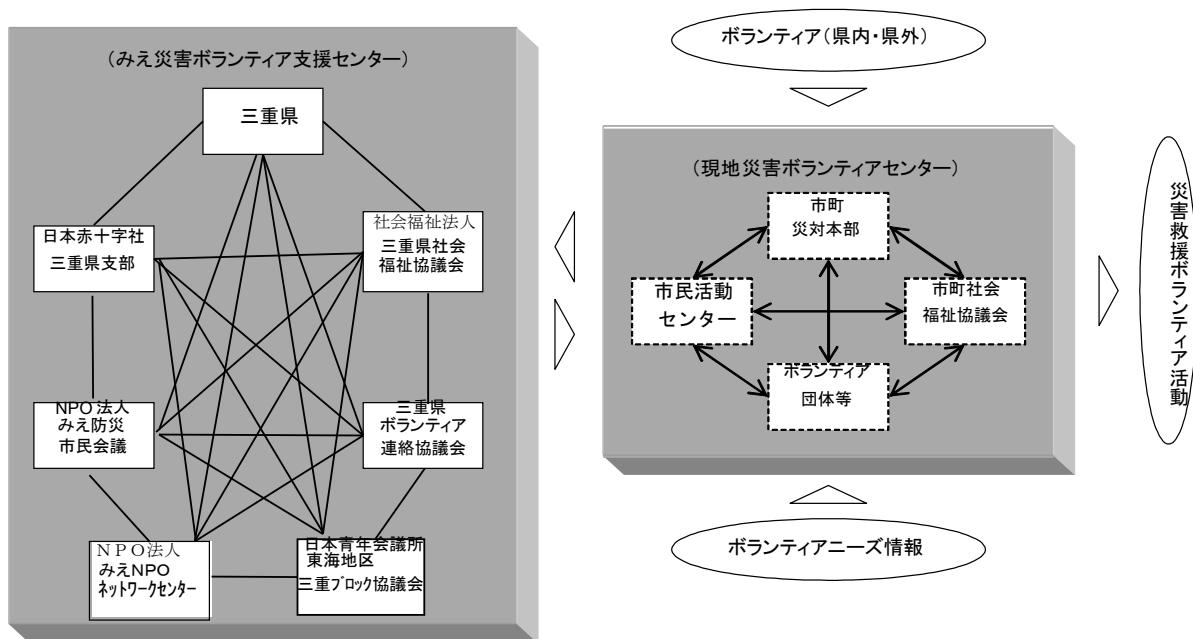 (みえ災害ボランティア支援センター)
三重県
日本赤十字社
三重県支部
社会福祉法人
三重県社会
福祉協議会
NPO法人
みえ防災
市民会議
三重県
ボランティア
連絡協議会
NPO法人
みえNPO
ネットワークセンター
日本青年会議所
東海地区
三重ブロック協議会
ボランティア(県内・県外)
(現地災害ボランティアセンター)
市町
災対本部
市民活動
センター
市町社会
福祉協議会
ボランティア
団体等
ボランティアニーズ情報
災害救援ボランティア活動